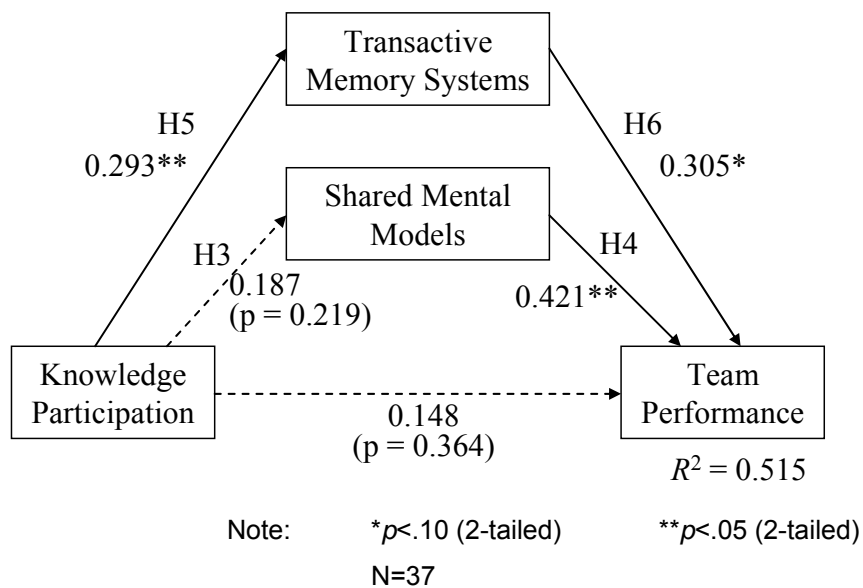 Transactive
Memory Systems
H5
0.293**
H6
0.305*
Shared Mental
Models
H3
0.187
(p = 0.219)
H4
0.421**
Knowledge
Participation
0.148
(p = 0.364)
Team
Performance
R² = 0.515
Note: *p<.10 (2-tailed) **p<.05 (2-tailed)
N=37